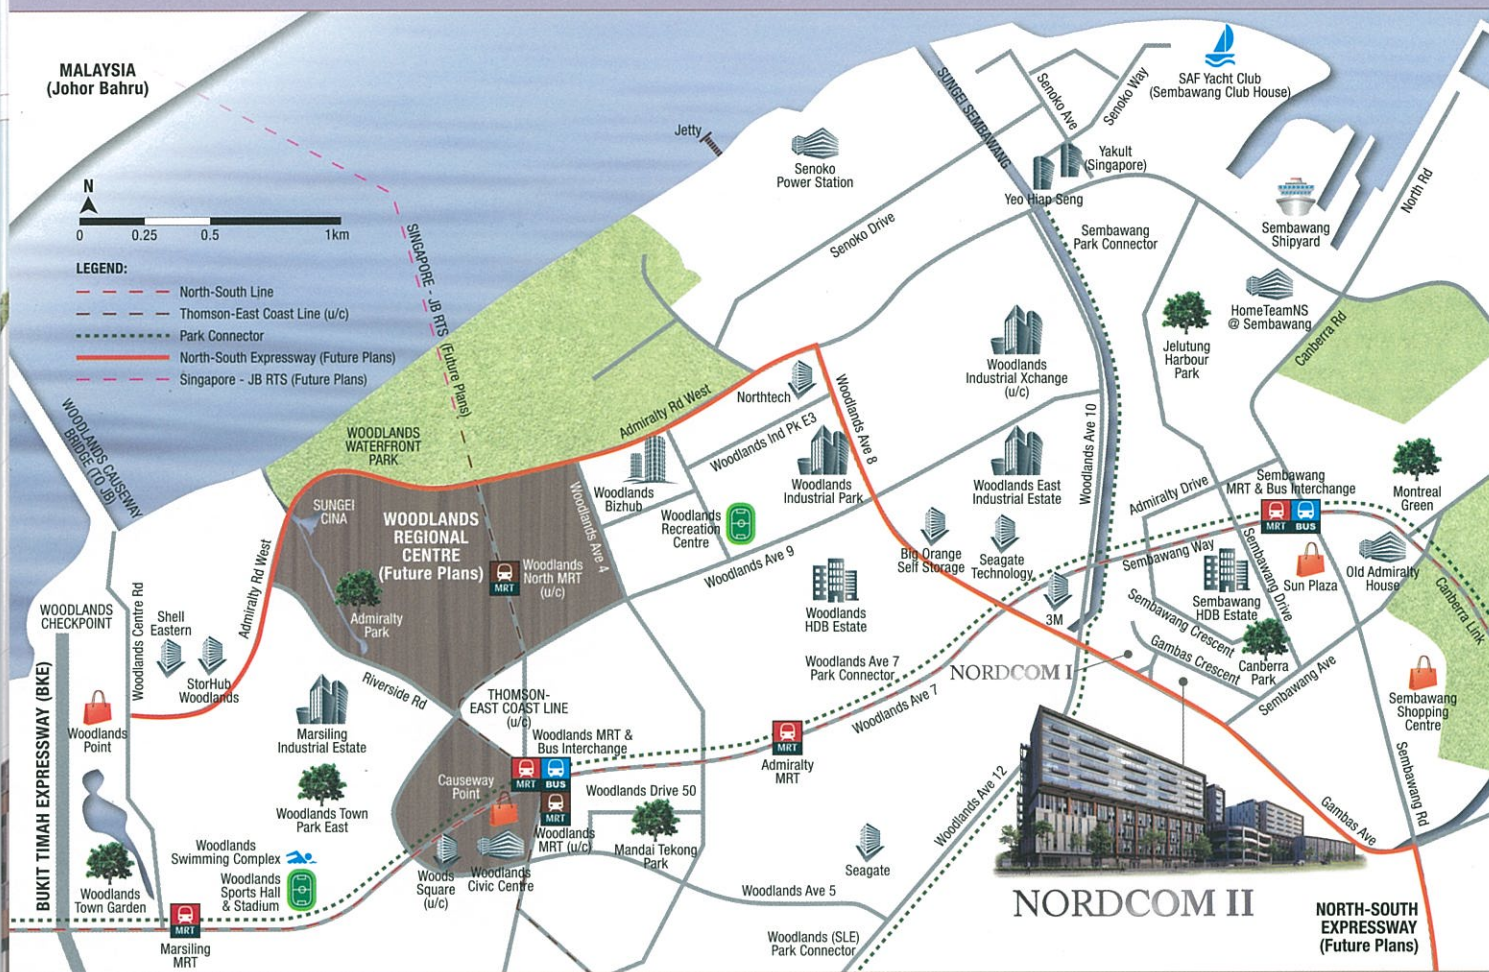 MALAYSIA
(Johor Bahru)
N
0 0.25 0.5 1km
LEGEND:
North-South Line
Thomson-East Coast Line (u/c)
Park Connector
North-South Expressway (Future Plans)
Singapore - JB RTS (Future Plans)
SINGAPORE - JB RTS (Future Plans)
Jetty
Senoko
Power Station
SUNGEI SEMBAWANG
Senoko Ave
Senoko Way
SAF Yacht Club
(Sembawang Club House)
Yakult
(Singapore)
Yeo Hiap Seng
Senoko Drive
Sembawang
Park Connector
Sembawang
Shipyard
North Rd
HomeTeamNS
@ Sembawang
Jelutung
Harbour
Park
Canberra Rd
Woodlands
Industrial Xchange
(u/c)
Northtech
Admiralty Rd West
Woodlands Ind Pk E3
Woodlands Ave 8
Woodlands
Industrial Park
Woodlands East
Industrial Estate
Woodlands Ave 10
WOODLANDS CAUSEWAY
BRIDGE (TO JB)
WOODLANDS
WATERFRONT
PARK
SUNGEI
CINA
WOODLANDS
REGIONAL
CENTRE
(Future Plans)
Woodlands Ave 4
Woodlands
Bizhub
Woodlands
Recreation
Centre
Woodlands Ave 9
Woodlands
North MRT
(u/c)
MRT
Admiralty
Park
Admiralty Rd West
Big Orange
Self Storage
Seagate
Technology
Woodlands
HDB Estate
3M
Admiralty Drive
Sembawang
MRT & Bus Interchange
MRT BUS
Montreal
Green
Sembawang Way
Sembawang Drive
Sembawang
HDB Estate
Sun Plaza
Old Admiralty
House
Canberra Link
Sembawang Crescent
Gambas Crescent
Canberra
Park
Sembawang Ave
Sembawang
Shopping
Centre
Sembawang Rd
WOODLANDS
CHECKPOINT
Woodlands Centre Rd
Shell
Eastern
StorHub
Woodlands
BUKIT TIMAH EXPRESSWAY (BKE)
Woodlands
Point
Riverside Rd
Marsiling
Industrial Estate
Woodlands Town
Park East
THOMSON-
EAST COAST LINE
(u/c)
Woodlands MRT &
Bus Interchange
MRT BUS
MRT
Woodlands
MRT (u/c)
Causeway
Point
Woodlands Drive 50
Mandai Tekong
Park
Woods
Square
(u/c)
Woodlands
Civic Centre
Woodlands
Swimming Complex
Woodlands
Sports Hall
& Stadium
Woodlands
Town Garden
MRT
Marsiling
MRT
MRT
Admiralty
MRT
Woodlands Ave 7
Park Connector
Woodlands Ave 7
NORDCOM I
Woodlands Ave 12
Seagate
Woodlands Ave 5
Woodlands (SLE)
Park Connector
NORDCOM II
Gambas Ave
NORTH-SOUTH
EXPRESSWAY
(Future Plans)